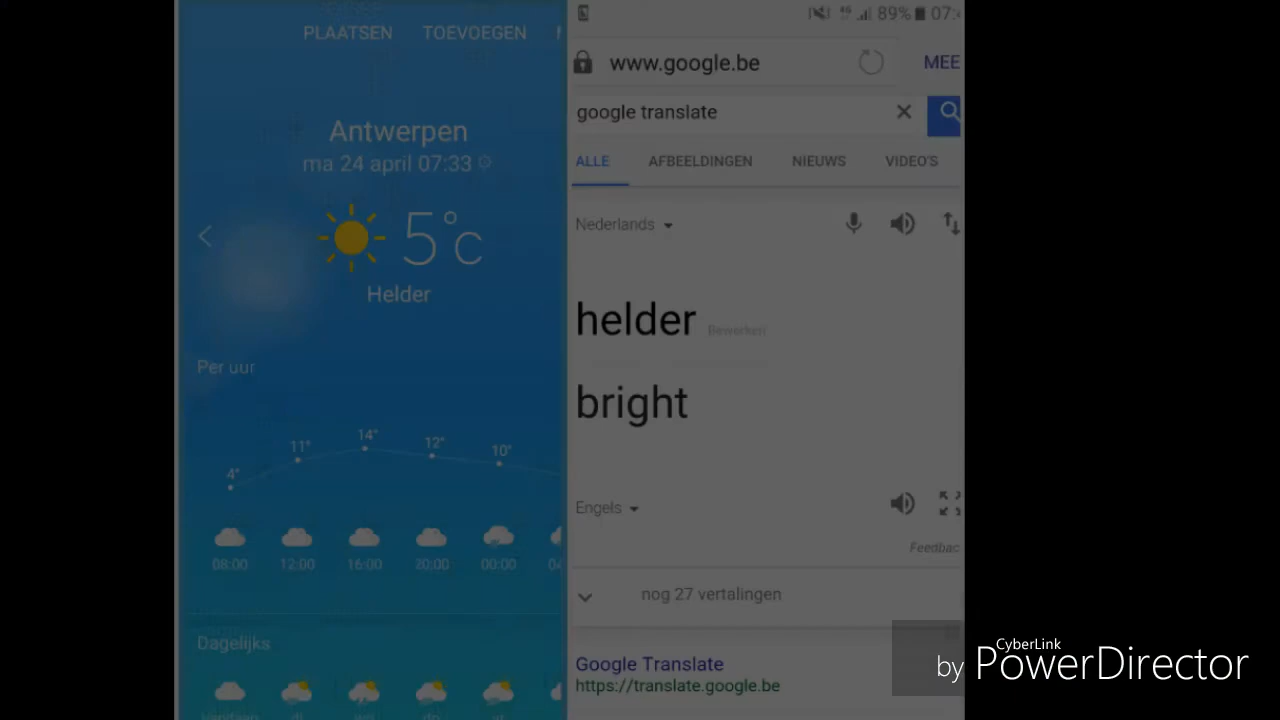 PLAATSEN TOEVOEGEN
Antwerpen
ma 24 april 07:33
5°c
Helder
Per uur
4° 11° 14° 12° 10°
08:00 12:00 16:00 20:00 00:00
Dagelijks
89%
www.google.be
MEE
google translate
ALLE AFBEELDINGEN NIEUWS VIDEO'S
Nederlands
helder Bewerken
bright
Engels
Feedbac
nog 27 vertalingen
Google Translate
https://translate.google.be
CyberLink
by PowerDirector